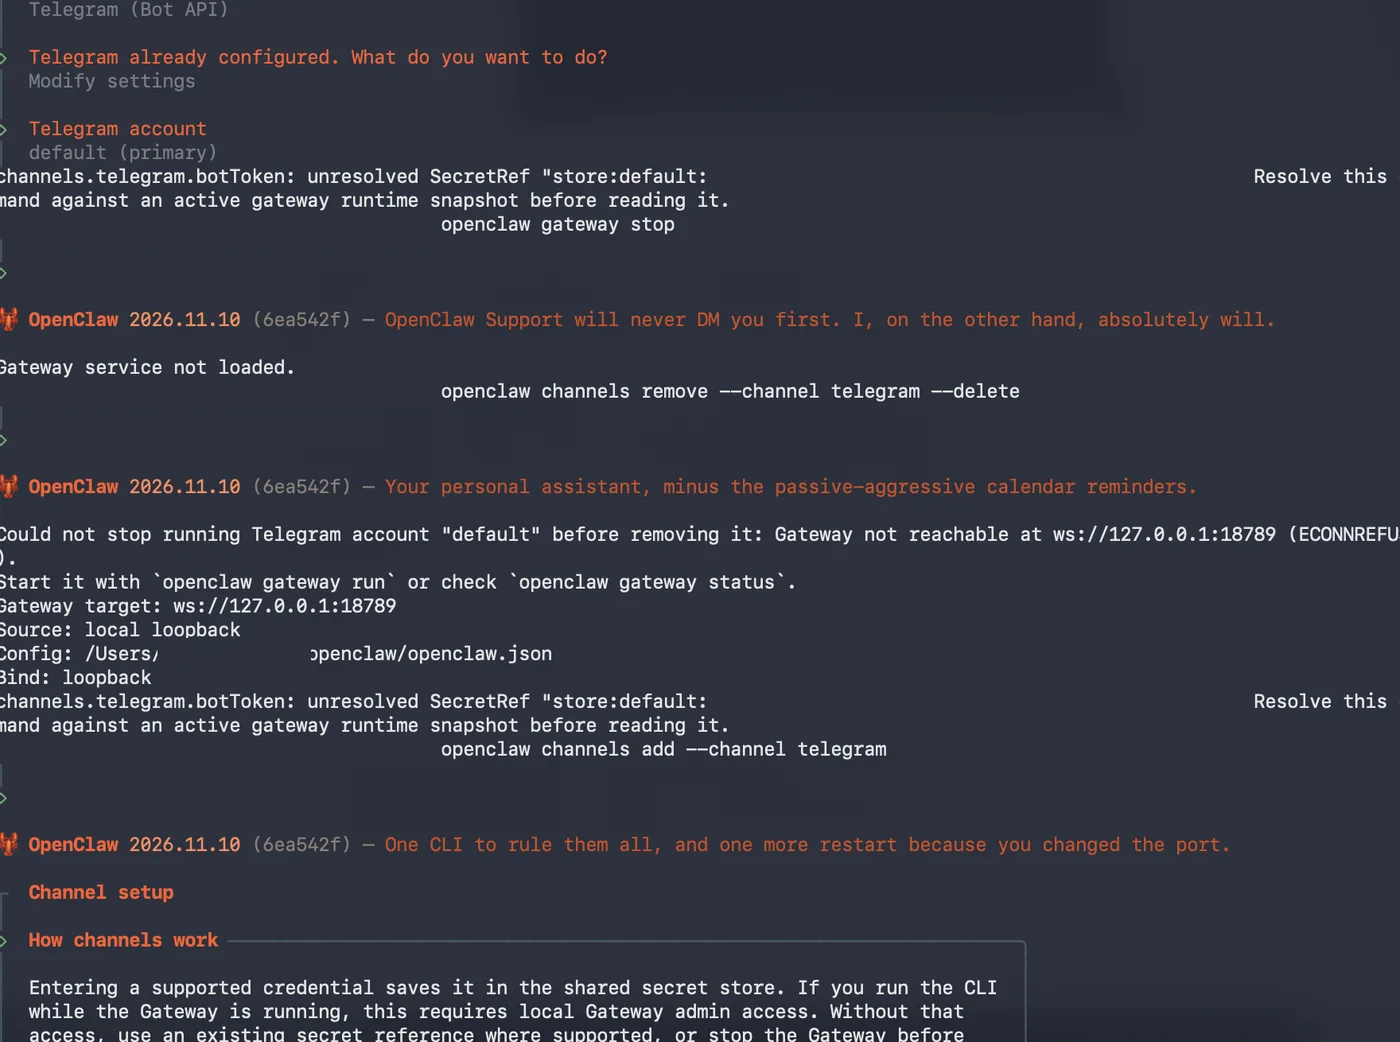 Telegram (Bot API)
Telegram already configured. What do you want to do?
Modify settings
Telegram account
default (primary)
channels.telegram.botToken: unresolved SecretRef "store:default: Resolve this
mand against an active gateway runtime snapshot before reading it.
openclaw gateway stop
OpenClaw 2026.11.10 (6ea542f) — OpenClaw Support will never DM you first. I, on the other hand, absolutely will.
Gateway service not loaded.
openclaw channels remove --channel telegram --delete
OpenClaw 2026.11.10 (6ea542f) — Your personal assistant, minus the passive-aggressive calendar reminders.
Could not stop running Telegram account "default" before removing it: Gateway not reachable at ws://127.0.0.1:18789 (ECONNREFU
).
Start it with `openclaw gateway run` or check `openclaw gateway status`.
Gateway target: ws://127.0.0.1:18789
Source: local loopback
Config: /Users/ openclaw/openclaw.json
Bind: loopback
channels.telegram.botToken: unresolved SecretRef "store:default: Resolve this
mand against an active gateway runtime snapshot before reading it.
openclaw channels add --channel telegram
OpenClaw 2026.11.10 (6ea542f) — One CLI to rule them all, and one more restart because you changed the port.
Channel setup
How channels work
Entering a supported credential saves it in the shared secret store. If you run the CLI
while the Gateway is running, this requires local Gateway admin access. Without that
access, use an existing secret reference where supported, or stop the Gateway before